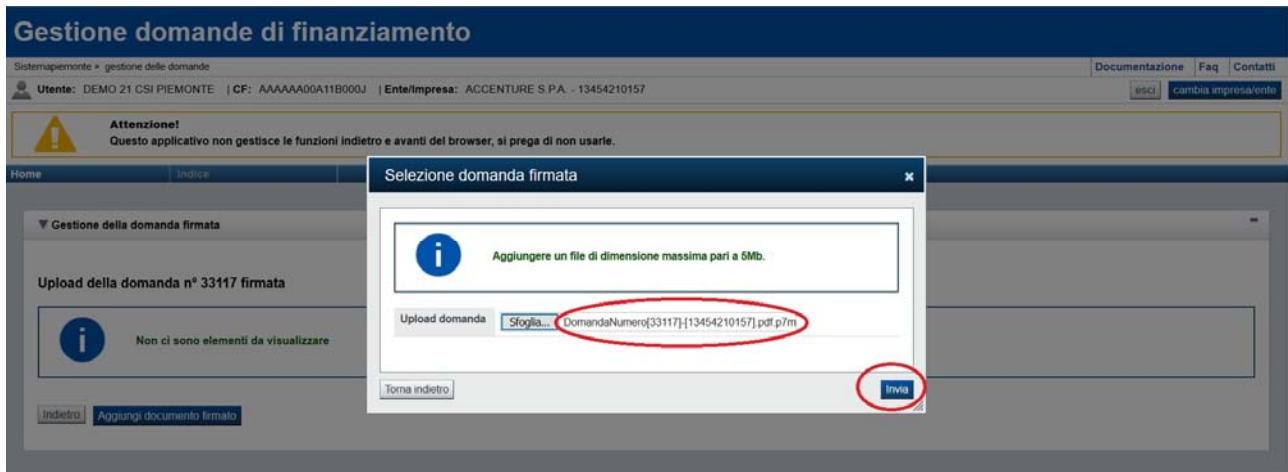 Gestione domande di finanziamento
Sistemapiemonte » gestione delle domande
Documentazione Faq Contatti
Utente: DEMO 21 CSI PIEMONTE | CF: AAAAAA00A11B000J | Ente/Impresa: ACCENTURE S.P.A. - 13454210157
esci cambia impresa/ente
Attenzione!
Questo applicativo non gestisce le funzioni indietro e avanti del browser, si prega di non usarle.
Home Indice
Selezione domanda firmata
Gestione della domanda firmata
Aggiungere un file di dimensione massima pari a 5Mb.
Upload della domanda nº 33117 firmata
Upload domanda Sfoglia... DomandaNumero[33117]-[13454210157].pdf.p7m
Non ci sono elementi da visualizzare
Torna indietro Invia
Indietro Aggiungi documento firmato